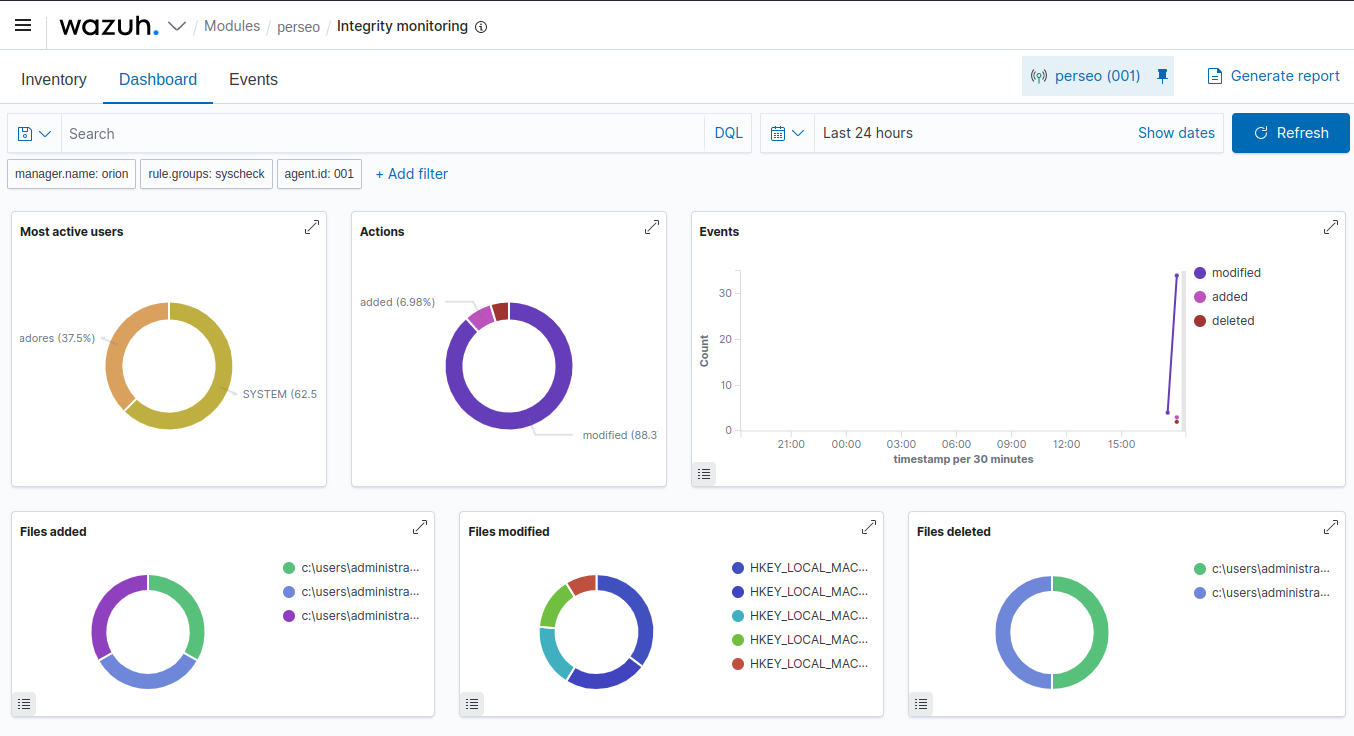 wazuh. / Modules / perseo / Integrity monitoring
Inventory Dashboard Events perseo (001) Generate report
Search DQL Last 24 hours Show dates Refresh
manager.name: orion rule.groups: syscheck agent.id: 001 + Add filter
Most active users
adores (37.5%)
SYSTEM (62.5
Actions
added (6.98%)
modified (88.3
Events
Count
30
20
10
0
21:00 00:00 03:00 06:00 09:00 12:00 15:00
timestamp per 30 minutes
modified
added
deleted
Files added
c:\users\administra...
c:\users\administra...
c:\users\administra...
Files modified
HKEY_LOCAL_MAC...
HKEY_LOCAL_MAC...
HKEY_LOCAL_MAC...
HKEY_LOCAL_MAC...
HKEY_LOCAL_MAC...
Files deleted
c:\users\administra...
c:\users\administra...